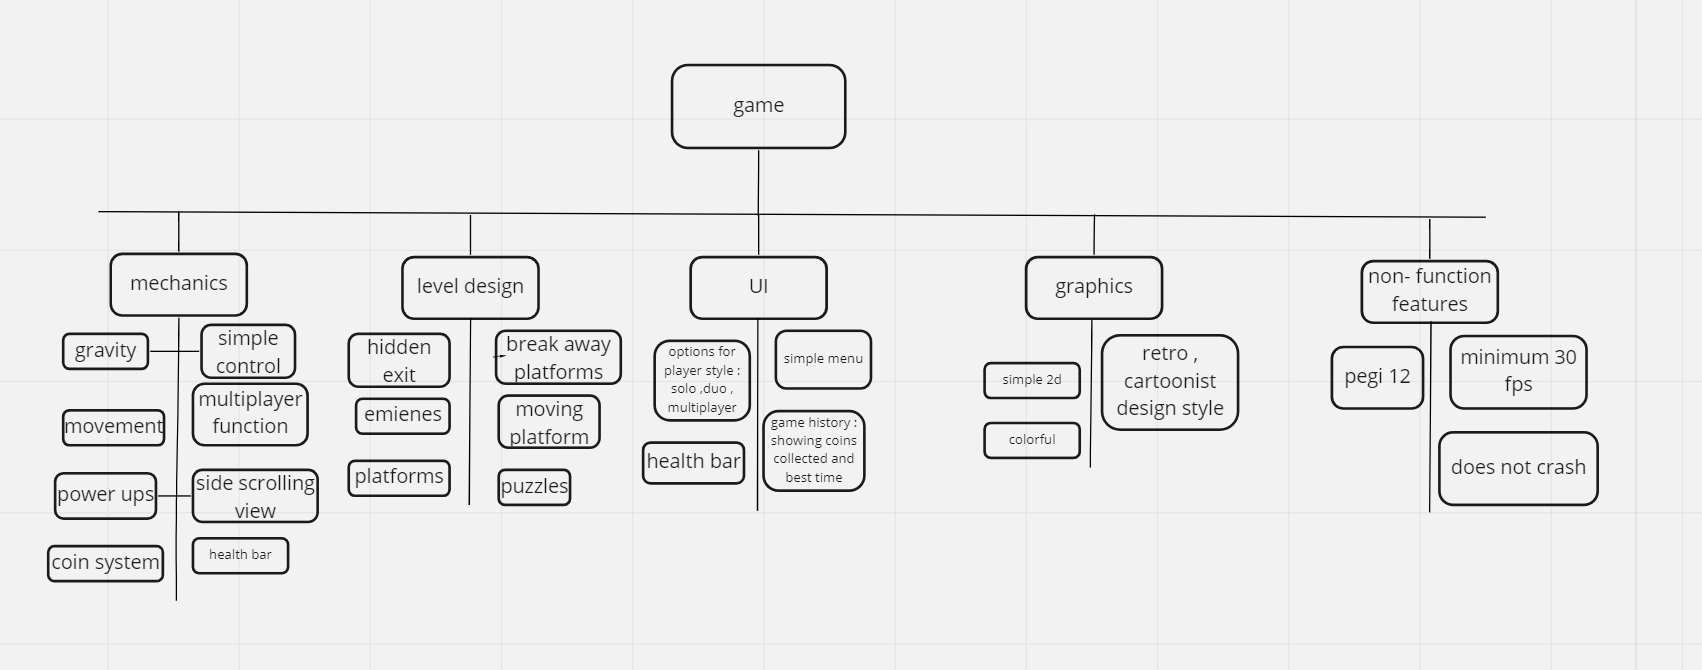 game
mechanics
level design
UI
graphics
non- function
features
gravity
simple
control
multiplayer
function
movement
power ups
side scrolling
view
coin system
health bar
hidden
exit
break away
platforms
emienes
moving
platform
platforms
puzzles
options for
player style :
solo ,duo ,
multiplayer
simple menu
health bar
game history :
showing coins
collected and
best time
simple 2d
retro ,
cartoonist
design style
colorful
pegi 12
minimum 30
fps
does not crash